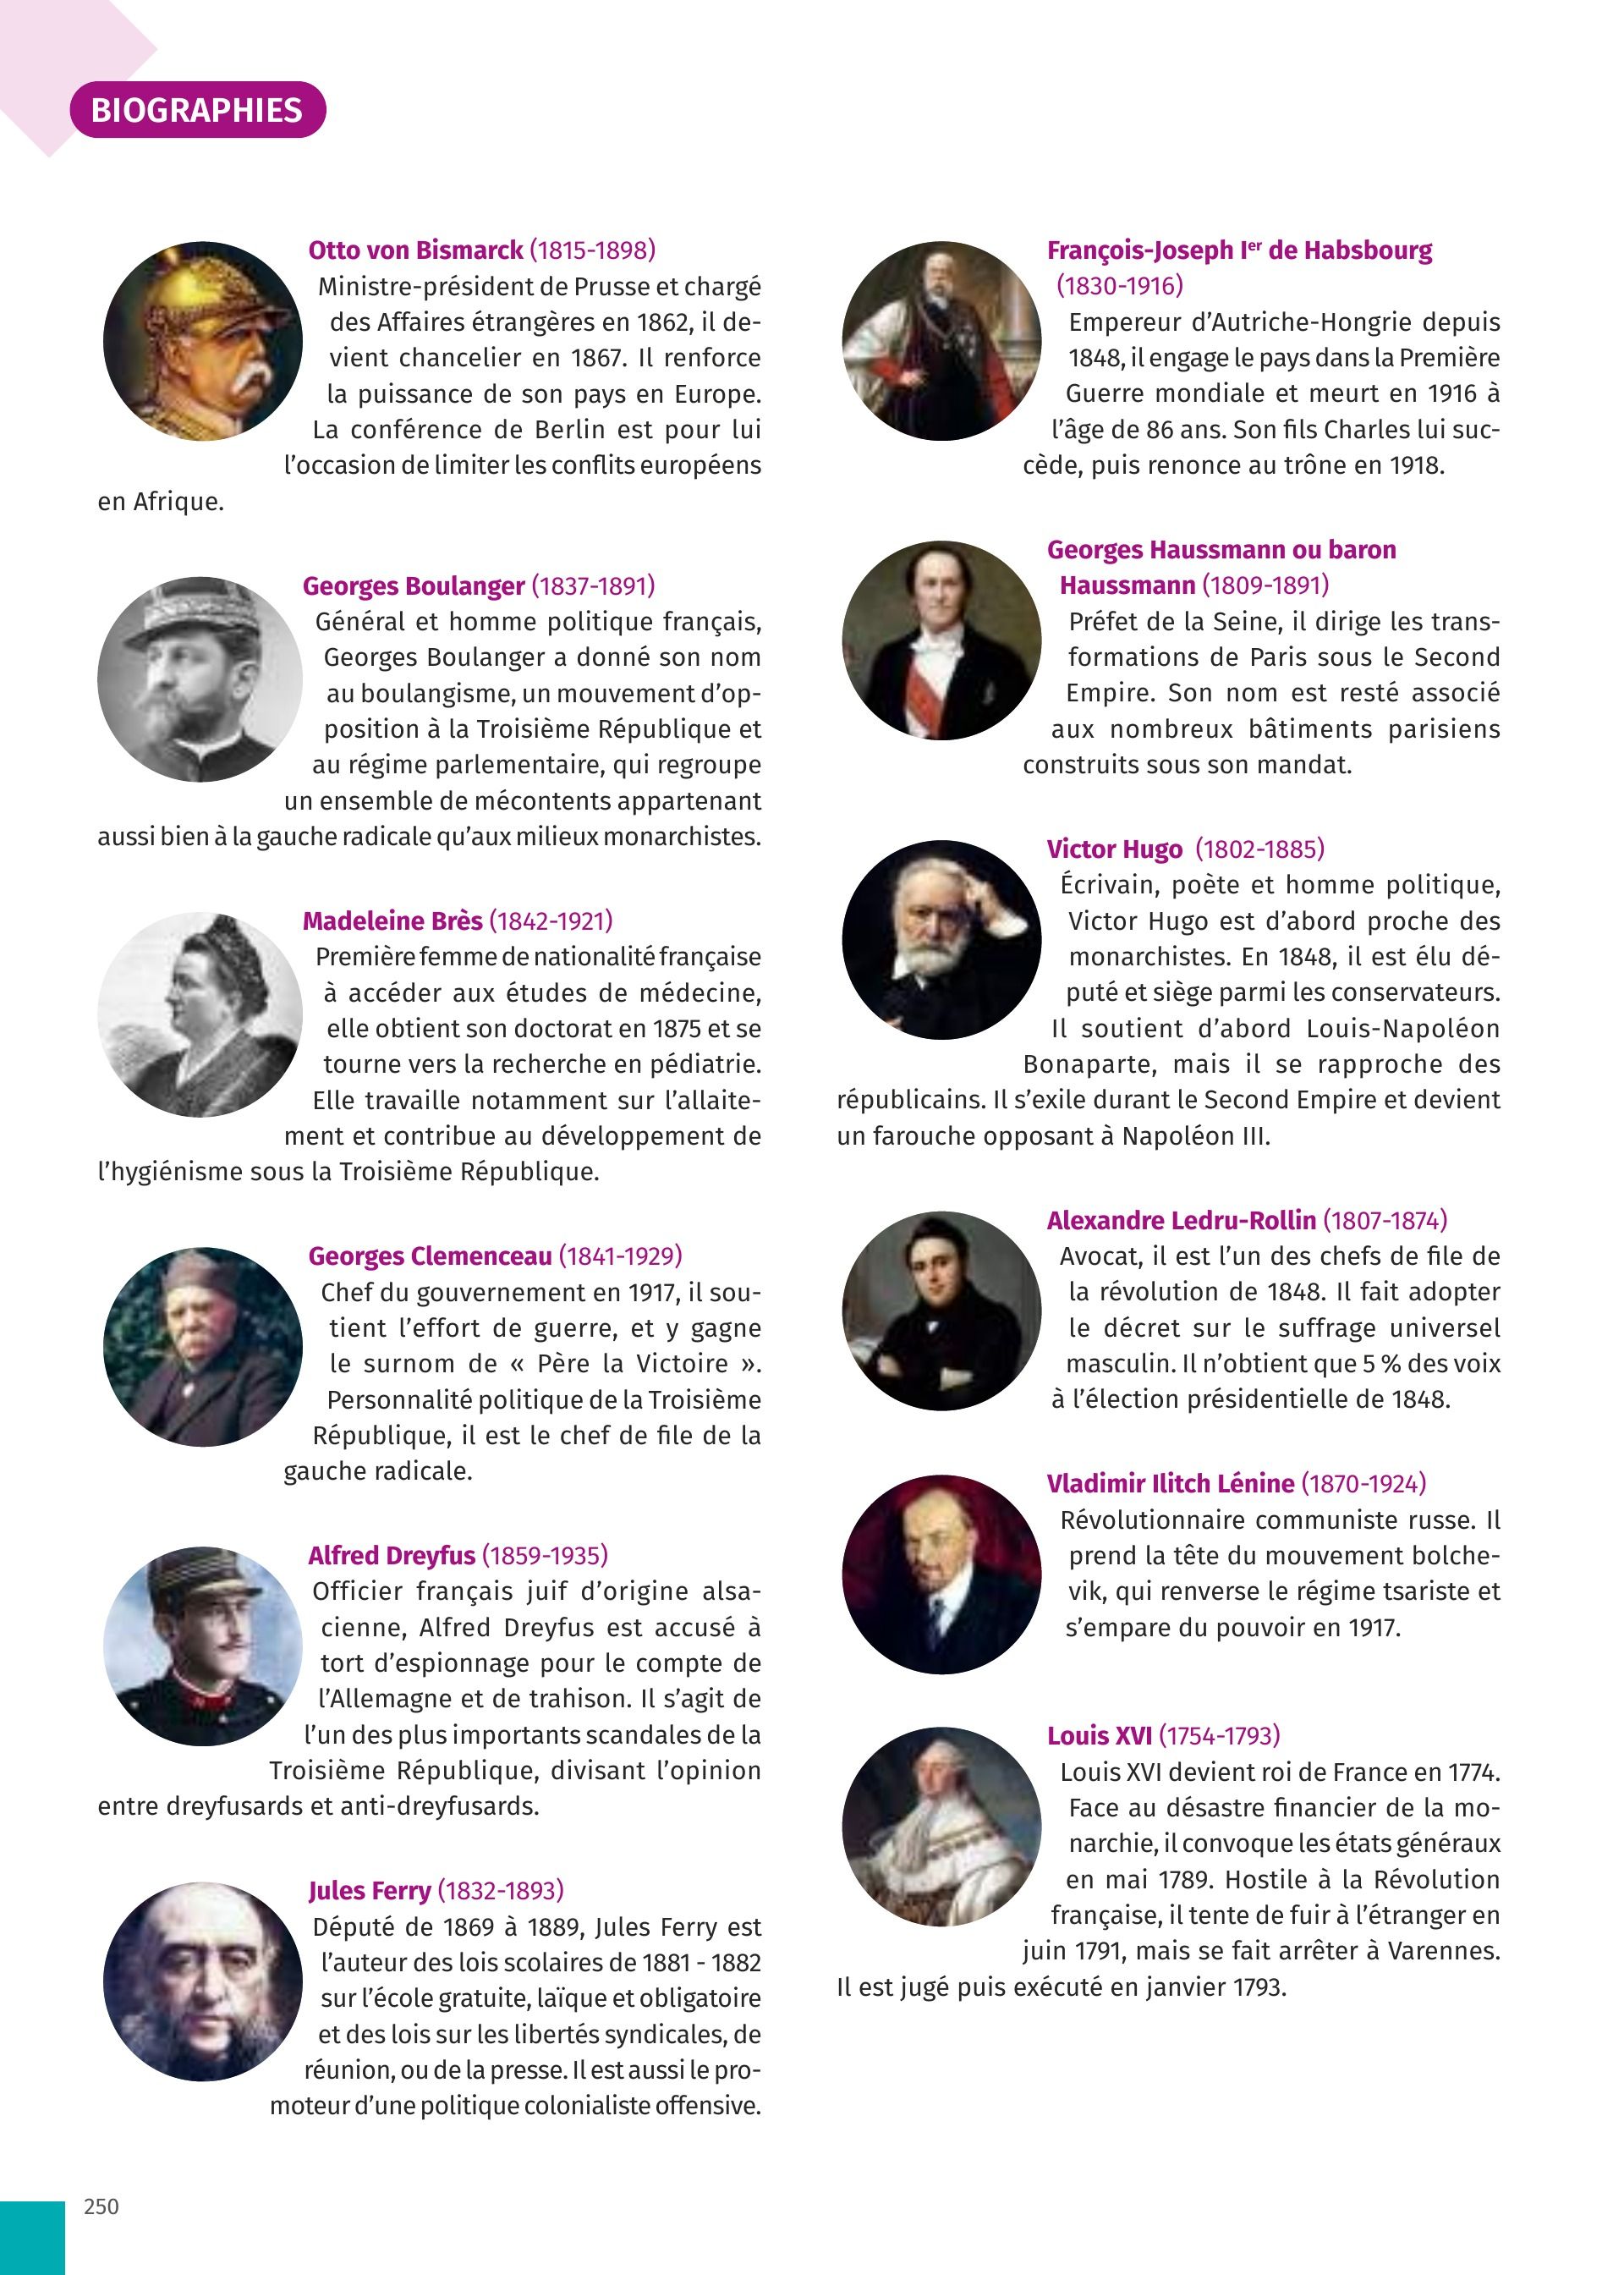 BIOGRAPHIES
Otto von Bismarck (1815-1898)
Ministre-président de Prusse et chargé
des Affaires étrangères en 1862, il de-
vient chancelier en 1867. Il renforce
la puissance de son pays en Europe.
La conférence de Berlin est pour lui
l’occasion de limiter les conflits européens
en Afrique.
Georges Boulanger (1837-1891)
Général et homme politique français,
Georges Boulanger a donné son nom
au boulangisme, un mouvement d’op-
position à la Troisième République et
au régime parlementaire, qui regroupe
un ensemble de mécontents appartenant
aussi bien à la gauche radicale qu’aux milieux monarchistes.
Madeleine Brès (1842-1921)
Première femme de nationalité française
à accéder aux études de médecine,
elle obtient son doctorat en 1875 et se
tourne vers la recherche en pédiatrie.
Elle travaille notamment sur l’allaite-
ment et contribue au développement de
l’hygiénisme sous la Troisième République.
Georges Clemenceau (1841-1929)
Chef du gouvernement en 1917, il sou-
tient l’effort de guerre, et y gagne
le surnom de « Père la Victoire ».
Personnalité politique de la Troisième
République, il est le chef de file de la
gauche radicale.
Alfred Dreyfus (1859-1935)
Officier français juif d’origine alsa-
cienne, Alfred Dreyfus est accusé à
tort d’espionnage pour le compte de
l’Allemagne et de trahison. Il s’agit de
l’un des plus importants scandales de la
Troisième République, divisant l’opinion
entre dreyfusards et anti-dreyfusards.
Jules Ferry (1832-1893)
Député de 1869 à 1889, Jules Ferry est
l’auteur des lois scolaires de 1881 - 1882
sur l’école gratuite, laïque et obligatoire
et des lois sur les libertés syndicales, de
réunion, ou de la presse. Il est aussi le pro-
moteur d’une politique colonialiste offensive.
François-Joseph Ier de Habsbourg
(1830-1916)
Empereur d’Autriche-Hongrie depuis
1848, il engage le pays dans la Première
Guerre mondiale et meurt en 1916 à
l’âge de 86 ans. Son fils Charles lui suc-
cède, puis renonce au trône en 1918.
Georges Haussmann ou baron
Haussmann (1809-1891)
Préfet de la Seine, il dirige les trans-
formations de Paris sous le Second
Empire. Son nom est resté associé
aux nombreux bâtiments parisiens
construits sous son mandat.
Victor Hugo (1802-1885)
Écrivain, poète et homme politique,
Victor Hugo est d’abord proche des
monarchistes. En 1848, il est élu dé-
puté et siège parmi les conservateurs.
Il soutient d’abord Louis-Napoléon
Bonaparte, mais il se rapproche des
républicains. Il s’exile durant le Second Empire et devient
un farouche opposant à Napoléon III.
Alexandre Ledru-Rollin (1807-1874)
Avocat, il est l’un des chefs de file de
la révolution de 1848. Il fait adopter
le décret sur le suffrage universel
masculin. Il n’obtient que 5 % des voix
à l’élection présidentielle de 1848.
Vladimir Ilitch Lénine (1870-1924)
Révolutionnaire communiste russe. Il
prend la tête du mouvement bolche-
vik, qui renverse le régime tsariste et
s’empare du pouvoir en 1917.
Louis XVI (1754-1793)
Louis XVI devient roi de France en 1774.
Face au désastre financier de la mo-
narchie, il convoque les états généraux
en mai 1789. Hostile à la Révolution
française, il tente de fuir à l’étranger en
juin 1791, mais se fait arrêter à Varennes.
Il est jugé puis exécuté en janvier 1793.
250